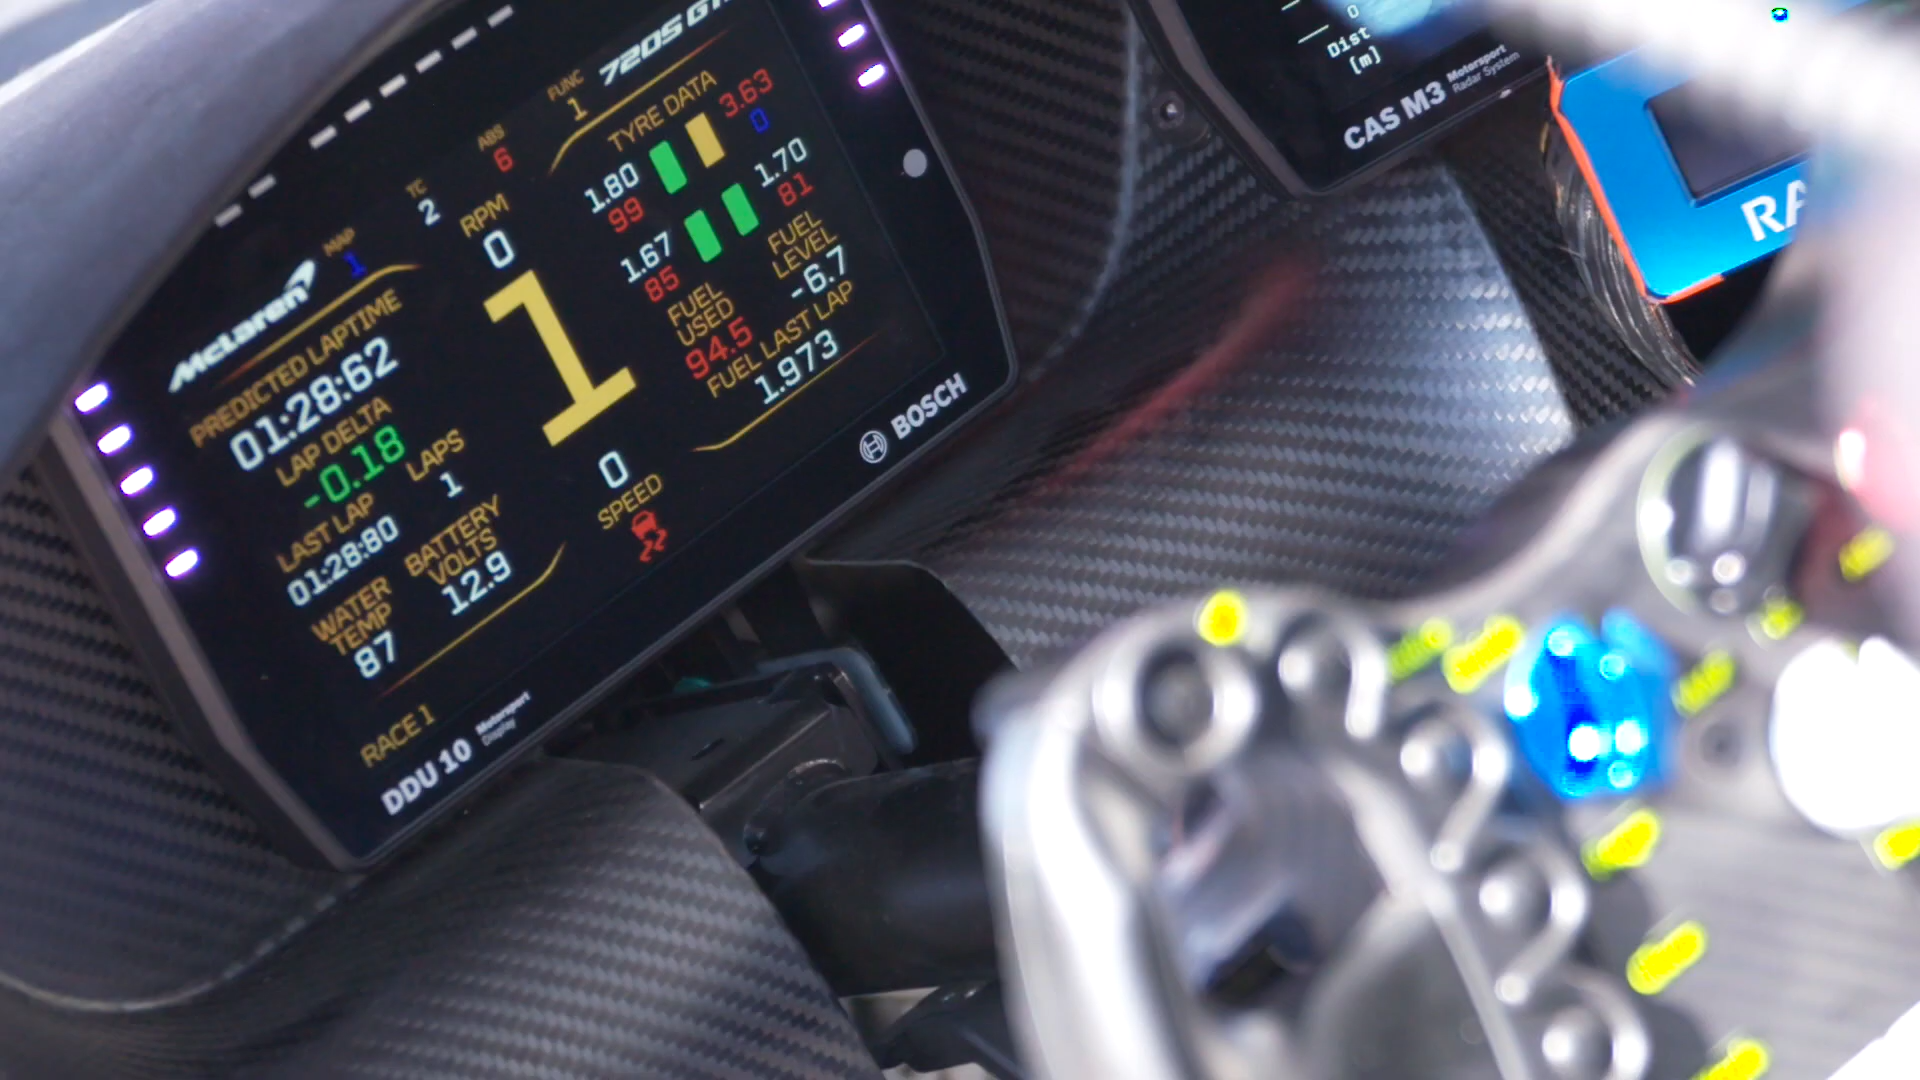 McLaren
MAP
1
TC
2
ABS
6
FUNC
1
720S
PREDICTED LAPTIME
01:28:62
LAP DELTA
-0.18
LAST LAP
01:28:80
LAPS
1
WATER
TEMP
87
BATTERY
VOLTS
12.9
RPM
0
1
0
SPEED
TYRE DATA
1.80
99
3.63
0
1.67
85
1.70
81
FUEL
USED
94.5
FUEL
LEVEL
-6.7
FUEL LAST LAP
1.973
RACE 1
DDU 10 Motorsport
Display
BOSCH
0
Dist
[m]
CAS M3 Motorsport
Radar System